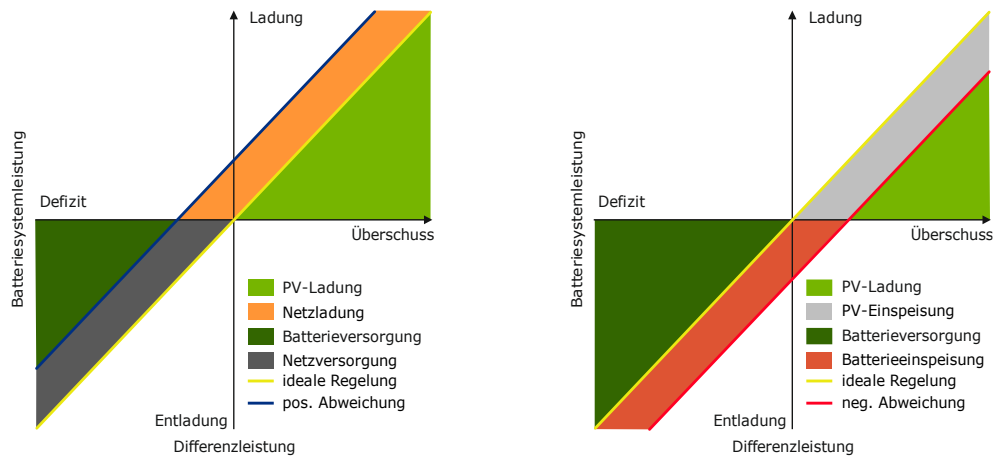 Ladung
Batteriesystemleistung
Defizit
Überschuss
PV-Ladung
Netzladung
Batterieversorgung
Netzversorgung
ideale Regelung
pos. Abweichung
Entladung
Differenzleistung
Ladung
Batteriesystemleistung
Defizit
Überschuss
PV-Ladung
PV-Einspeisung
Batterieversorgung
Batterieeinspeisung
ideale Regelung
neg. Abweichung
Entladung
Differenzleistung